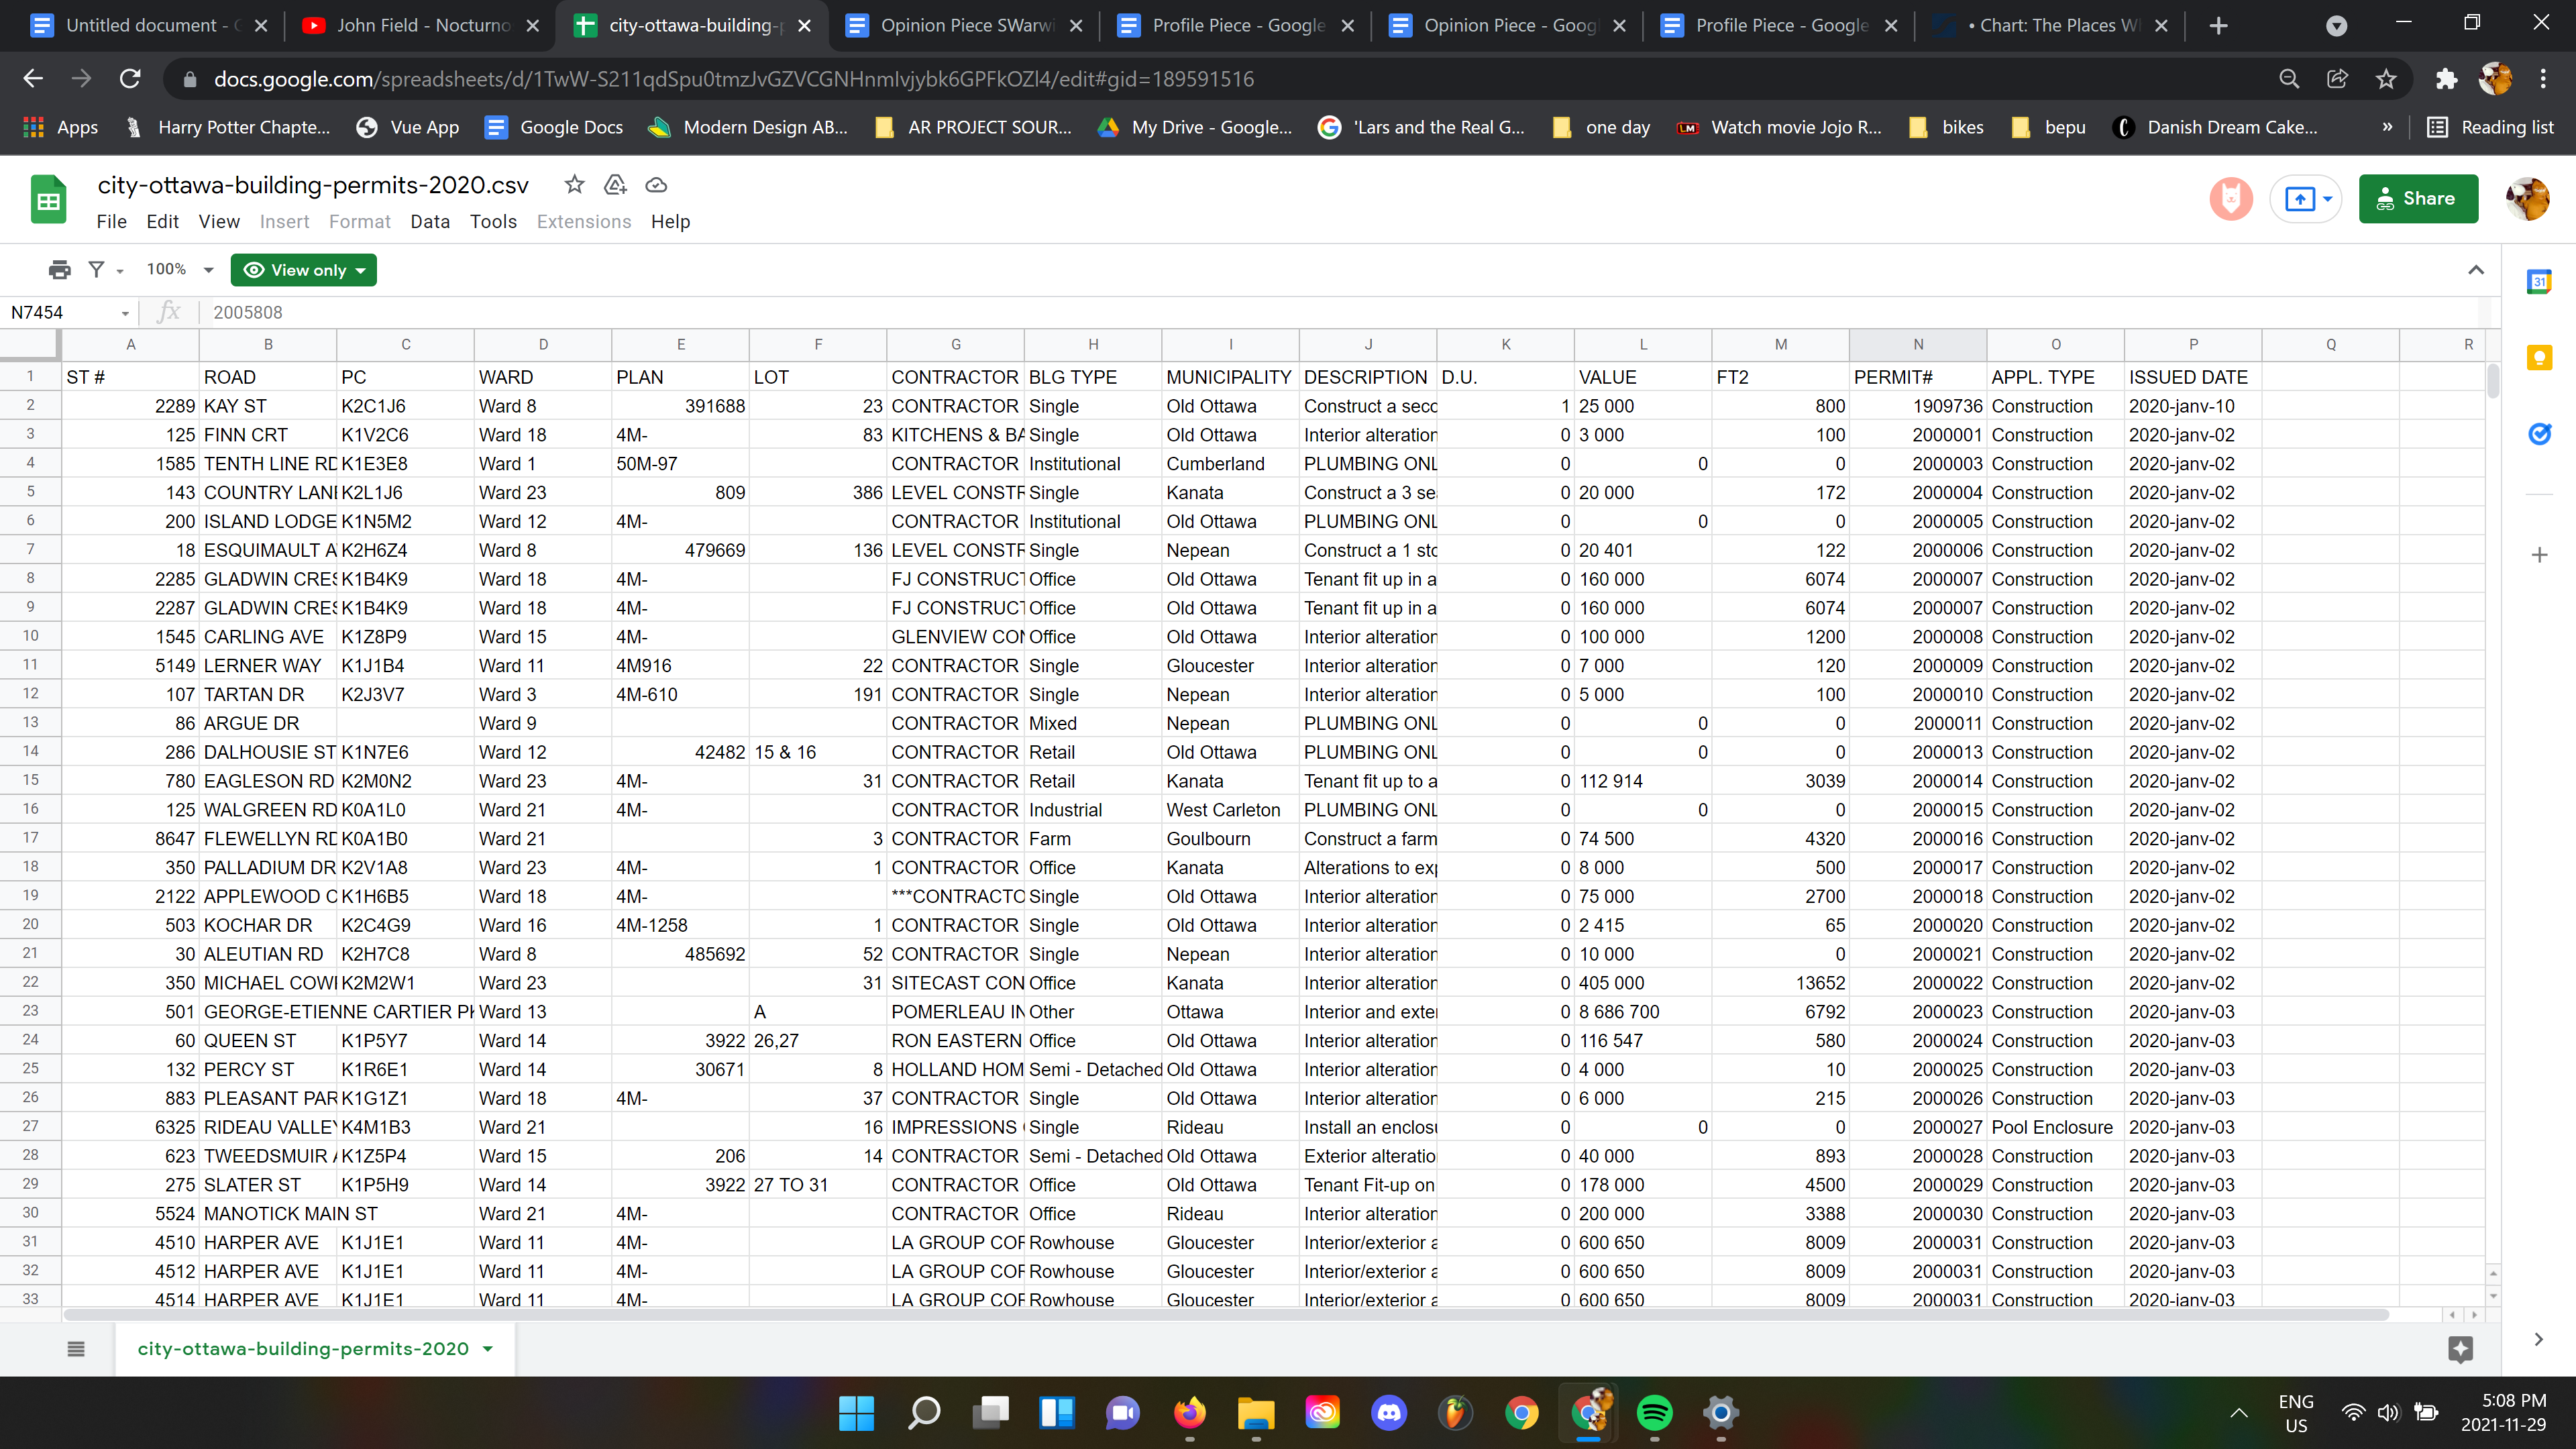 Untitled document - John Field - Nocturno city-ottawa-building-p Opinion Piece SWarwi Profile Piece - Google Opinion Piece - Goog Profile Piece - Google • Chart: The Places W
docs.google.com/spreadsheets/d/1TwW-S211qdSpu0tmzJvGZVCGNHnmlvjybk6GPFkOZl4/edit#gid=189591516
Apps Harry Potter Chapte... Vue App Google Docs Modern Design AB... AR PROJECT SOUR... My Drive - Google... 'Lars and the Real G... one day LM Watch movie Jojo R... bikes bepu Danish Dream Cake... » Reading list
city-ottawa-building-permits-2020.csv
Share
File Edit View Insert Format Data Tools Extensions Help
100% View only
31
N7454 fx 2005808
A B C D E F G H I J K L M N O P Q R
1 ST # ROAD PC WARD PLAN LOT CONTRACTOR BLG TYPE MUNICIPALITY DESCRIPTION D.U. VALUE FT2 PERMIT# APPL. TYPE ISSUED DATE
2 2289 KAY ST K2C1J6 Ward 8 391688 23 CONTRACTOR Single Old Ottawa Construct a seco 1 25 000 800 1909736 Construction 2020-janv-10
3 125 FINN CRT K1V2C6 Ward 18 4M- 83 KITCHENS & BA Single Old Ottawa Interior alteration 0 3 000 100 2000001 Construction 2020-janv-02
4 1585 TENTH LINE RD K1E3E8 Ward 1 50M-97 CONTRACTOR Institutional Cumberland PLUMBING ONL 0 0 0 2000003 Construction 2020-janv-02
5 143 COUNTRY LANE K2L1J6 Ward 23 809 386 LEVEL CONSTR Single Kanata Construct a 3 se 0 20 000 172 2000004 Construction 2020-janv-02
6 200 ISLAND LODGE K1N5M2 Ward 12 4M- CONTRACTOR Institutional Old Ottawa PLUMBING ONL 0 0 0 2000005 Construction 2020-janv-02
7 18 ESQUIMAULT A K2H6Z4 Ward 8 479669 136 LEVEL CONSTR Single Nepean Construct a 1 sto 0 20 401 122 2000006 Construction 2020-janv-02
8 2285 GLADWIN CRES K1B4K9 Ward 18 4M- FJ CONSTRUCT Office Old Ottawa Tenant fit up in a 0 160 000 6074 2000007 Construction 2020-janv-02
9 2287 GLADWIN CRES K1B4K9 Ward 18 4M- FJ CONSTRUCT Office Old Ottawa Tenant fit up in a 0 160 000 6074 2000007 Construction 2020-janv-02
10 1545 CARLING AVE K1Z8P9 Ward 15 4M- GLENVIEW CON Office Old Ottawa Interior alteration 0 100 000 1200 2000008 Construction 2020-janv-02
11 5149 LERNER WAY K1J1B4 Ward 11 4M916 22 CONTRACTOR Single Gloucester Interior alteration 0 7 000 120 2000009 Construction 2020-janv-02
12 107 TARTAN DR K2J3V7 Ward 3 4M-610 191 CONTRACTOR Single Nepean Interior alteration 0 5 000 100 2000010 Construction 2020-janv-02
13 86 ARGUE DR Ward 9 CONTRACTOR Mixed Nepean PLUMBING ONL 0 0 0 2000011 Construction 2020-janv-02
14 286 DALHOUSIE ST K1N7E6 Ward 12 42482 15 & 16 CONTRACTOR Retail Old Ottawa PLUMBING ONL 0 0 0 2000013 Construction 2020-janv-02
15 780 EAGLESON RD K2M0N2 Ward 23 4M- 31 CONTRACTOR Retail Kanata Tenant fit up to a 0 112 914 3039 2000014 Construction 2020-janv-02
16 125 WALGREEN RD K0A1L0 Ward 21 4M- CONTRACTOR Industrial West Carleton PLUMBING ONL 0 0 0 2000015 Construction 2020-janv-02
17 8647 FLEWELLYN RD K0A1B0 Ward 21 3 CONTRACTOR Farm Goulbourn Construct a farm 0 74 500 4320 2000016 Construction 2020-janv-02
18 350 PALLADIUM DR K2V1A8 Ward 23 4M- 1 CONTRACTOR Office Kanata Alterations to exp 0 8 000 500 2000017 Construction 2020-janv-02
19 2122 APPLEWOOD C K1H6B5 Ward 18 4M- ***CONTRACTO Single Old Ottawa Interior alteration 0 75 000 2700 2000018 Construction 2020-janv-02
20 503 KOCHAR DR K2C4G9 Ward 16 4M-1258 1 CONTRACTOR Single Old Ottawa Interior alteration 0 2 415 65 2000020 Construction 2020-janv-02
21 30 ALEUTIAN RD K2H7C8 Ward 8 485692 52 CONTRACTOR Single Nepean Interior alteration 0 10 000 0 2000021 Construction 2020-janv-02
22 350 MICHAEL COWI K2M2W1 Ward 23 31 SITECAST CON Office Kanata Interior alteration 0 405 000 13652 2000022 Construction 2020-janv-02
23 501 GEORGE-ETIENNE CARTIER PK Ward 13 A POMERLEAU IN Other Ottawa Interior and exter 0 8 686 700 6792 2000023 Construction 2020-janv-03
24 60 QUEEN ST K1P5Y7 Ward 14 3922 26,27 RON EASTERN Office Old Ottawa Interior alteration 0 116 547 580 2000024 Construction 2020-janv-03
25 132 PERCY ST K1R6E1 Ward 14 30671 8 HOLLAND HOM Semi - Detached Old Ottawa Interior alteration 0 4 000 10 2000025 Construction 2020-janv-03
26 883 PLEASANT PAR K1G1Z1 Ward 18 4M- 37 CONTRACTOR Single Old Ottawa Interior alteration 0 6 000 215 2000026 Construction 2020-janv-03
27 6325 RIDEAU VALLEY K4M1B3 Ward 21 16 IMPRESSIONS Single Rideau Install an enclosu 0 0 0 2000027 Pool Enclosure 2020-janv-03
28 623 TWEEDSMUIR A K1Z5P4 Ward 15 206 14 CONTRACTOR Semi - Detached Old Ottawa Exterior alteratio 0 40 000 893 2000028 Construction 2020-janv-03
29 275 SLATER ST K1P5H9 Ward 14 3922 27 TO 31 CONTRACTOR Office Old Ottawa Tenant Fit-up on 0 178 000 4500 2000029 Construction 2020-janv-03
30 5524 MANOTICK MAIN ST Ward 21 4M- CONTRACTOR Office Rideau Interior alteration 0 200 000 3388 2000030 Construction 2020-janv-03
31 4510 HARPER AVE K1J1E1 Ward 11 4M- LA GROUP COR Rowhouse Gloucester Interior/exterior a 0 600 650 8009 2000031 Construction 2020-janv-03
32 4512 HARPER AVE K1J1E1 Ward 11 4M- LA GROUP COR Rowhouse Gloucester Interior/exterior a 0 600 650 8009 2000031 Construction 2020-janv-03
33 4514 HARPER AVE K1J1E1 Ward 11 4M- LA GROUP COR Rowhouse Gloucester Interior/exterior a 0 600 650 8009 2000031 Construction 2020-janv-03
city-ottawa-building-permits-2020
ENG 5:08 PM
US 2021-11-29